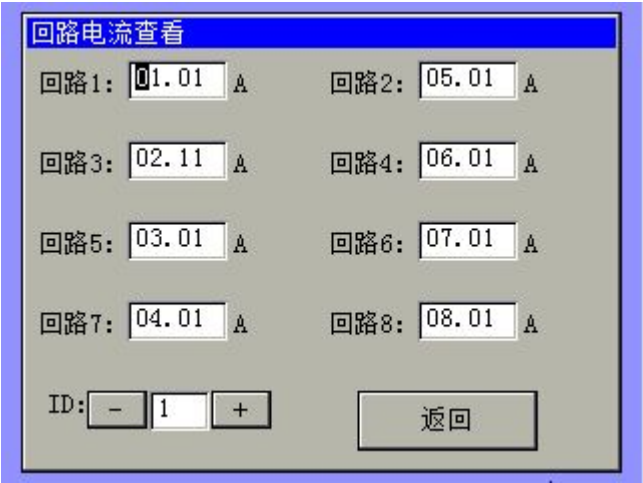 回路电流查看
回路1: 01.01 A 回路2: 05.01 A
回路3: 02.11 A 回路4: 06.01 A
回路5: 03.01 A 回路6: 07.01 A
回路7: 04.01 A 回路8: 08.01 A
ID: - 1 + 返回